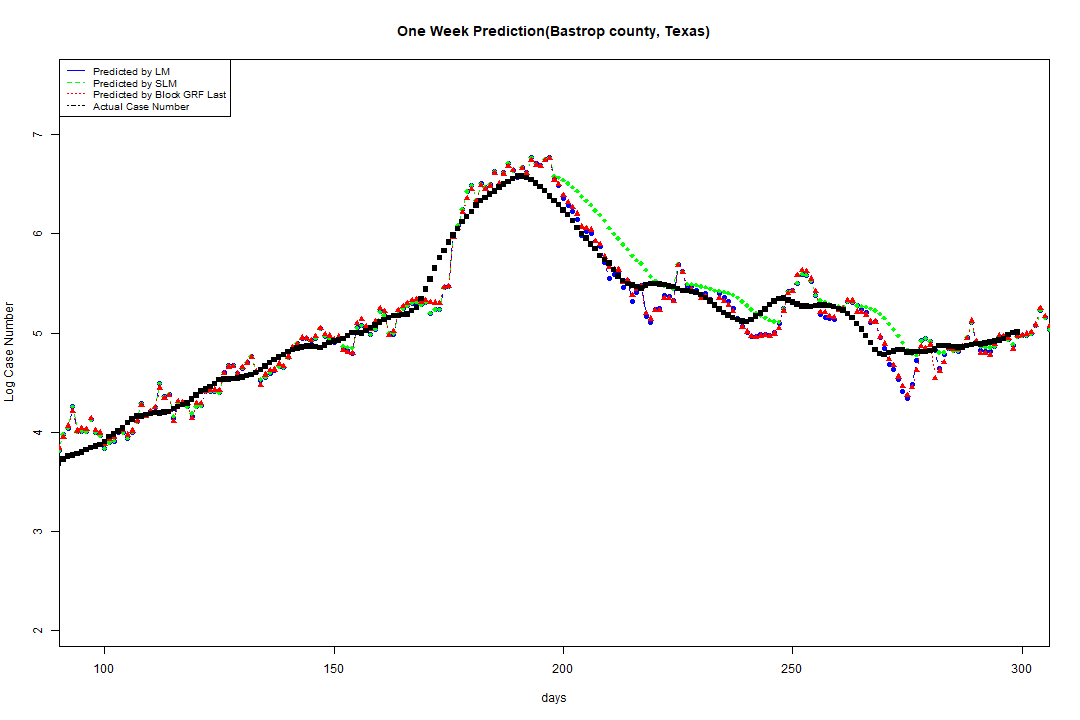 One Week Prediction(Bastrop county, Texas)
Predicted by LM
Predicted by SLM
Predicted by Block GRF Last
Actual Case Number
7
6
5
4
3
2
Log Case Number
100 150 200 250 300
days